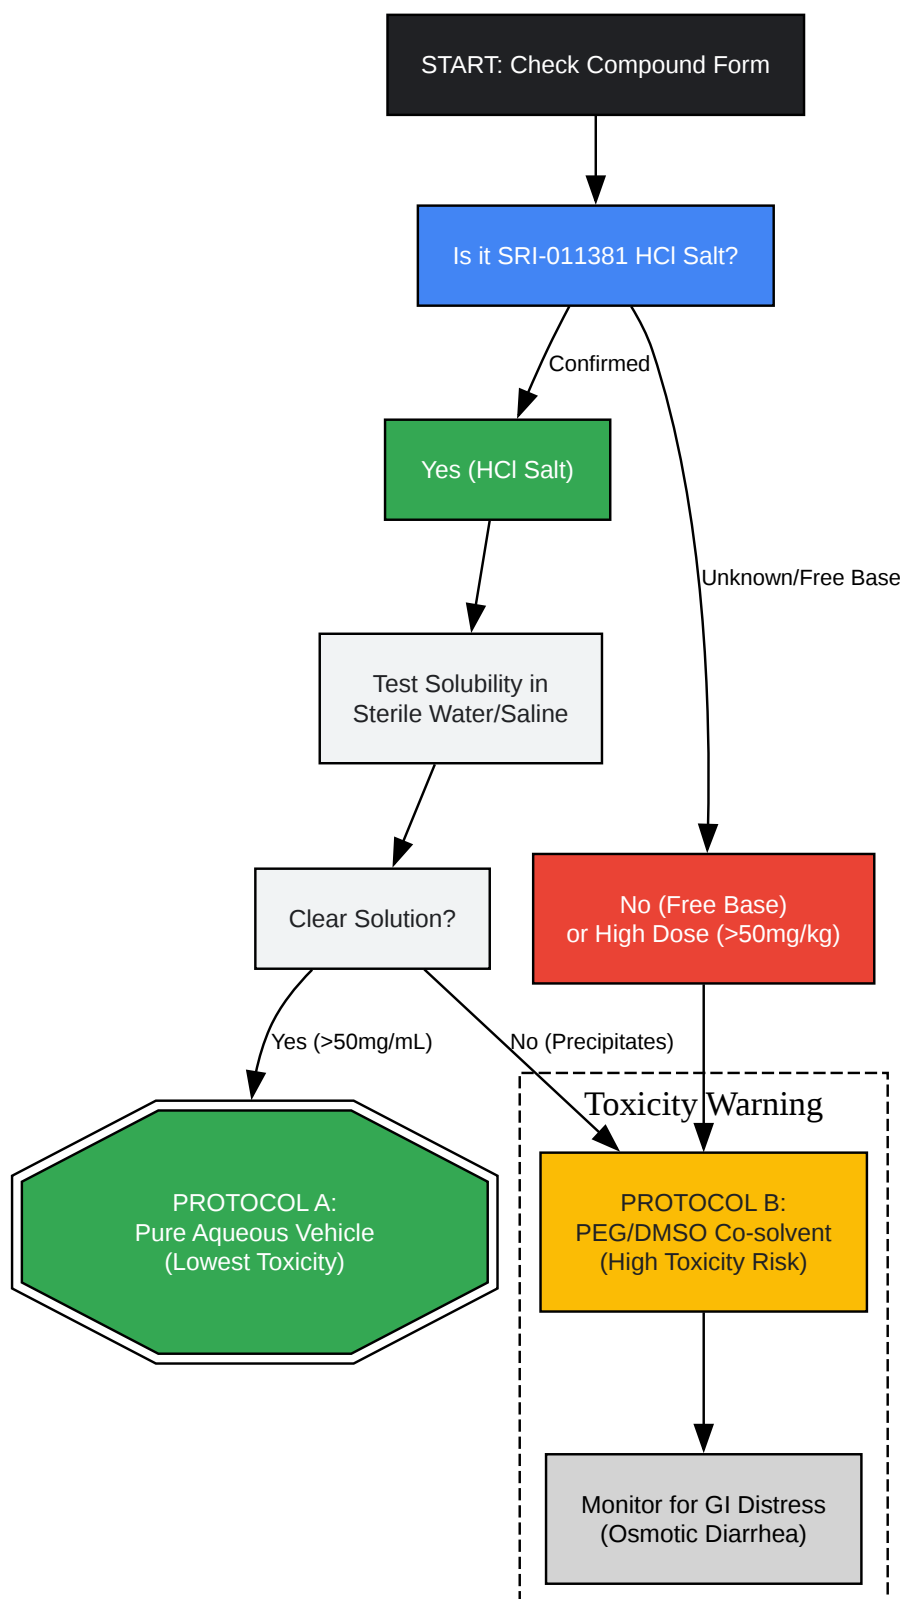 START: Check Compound Form
Is it SRI-011381 HCl Salt?
Confirmed
Yes (HCl Salt)
Unknown/Free Base
Test Solubility in
Sterile Water/Saline
Clear Solution?
No (Free Base)
or High Dose (>50mg/kg)
Yes (>50mg/mL)
No (Precipitates)
Toxicity Warning
PROTOCOL A:
Pure Aqueous Vehicle
(Lowest Toxicity)
PROTOCOL B:
PEG/DMSO Co-solvent
(High Toxicity Risk)
Monitor for GI Distress
(Osmotic Diarrhea)